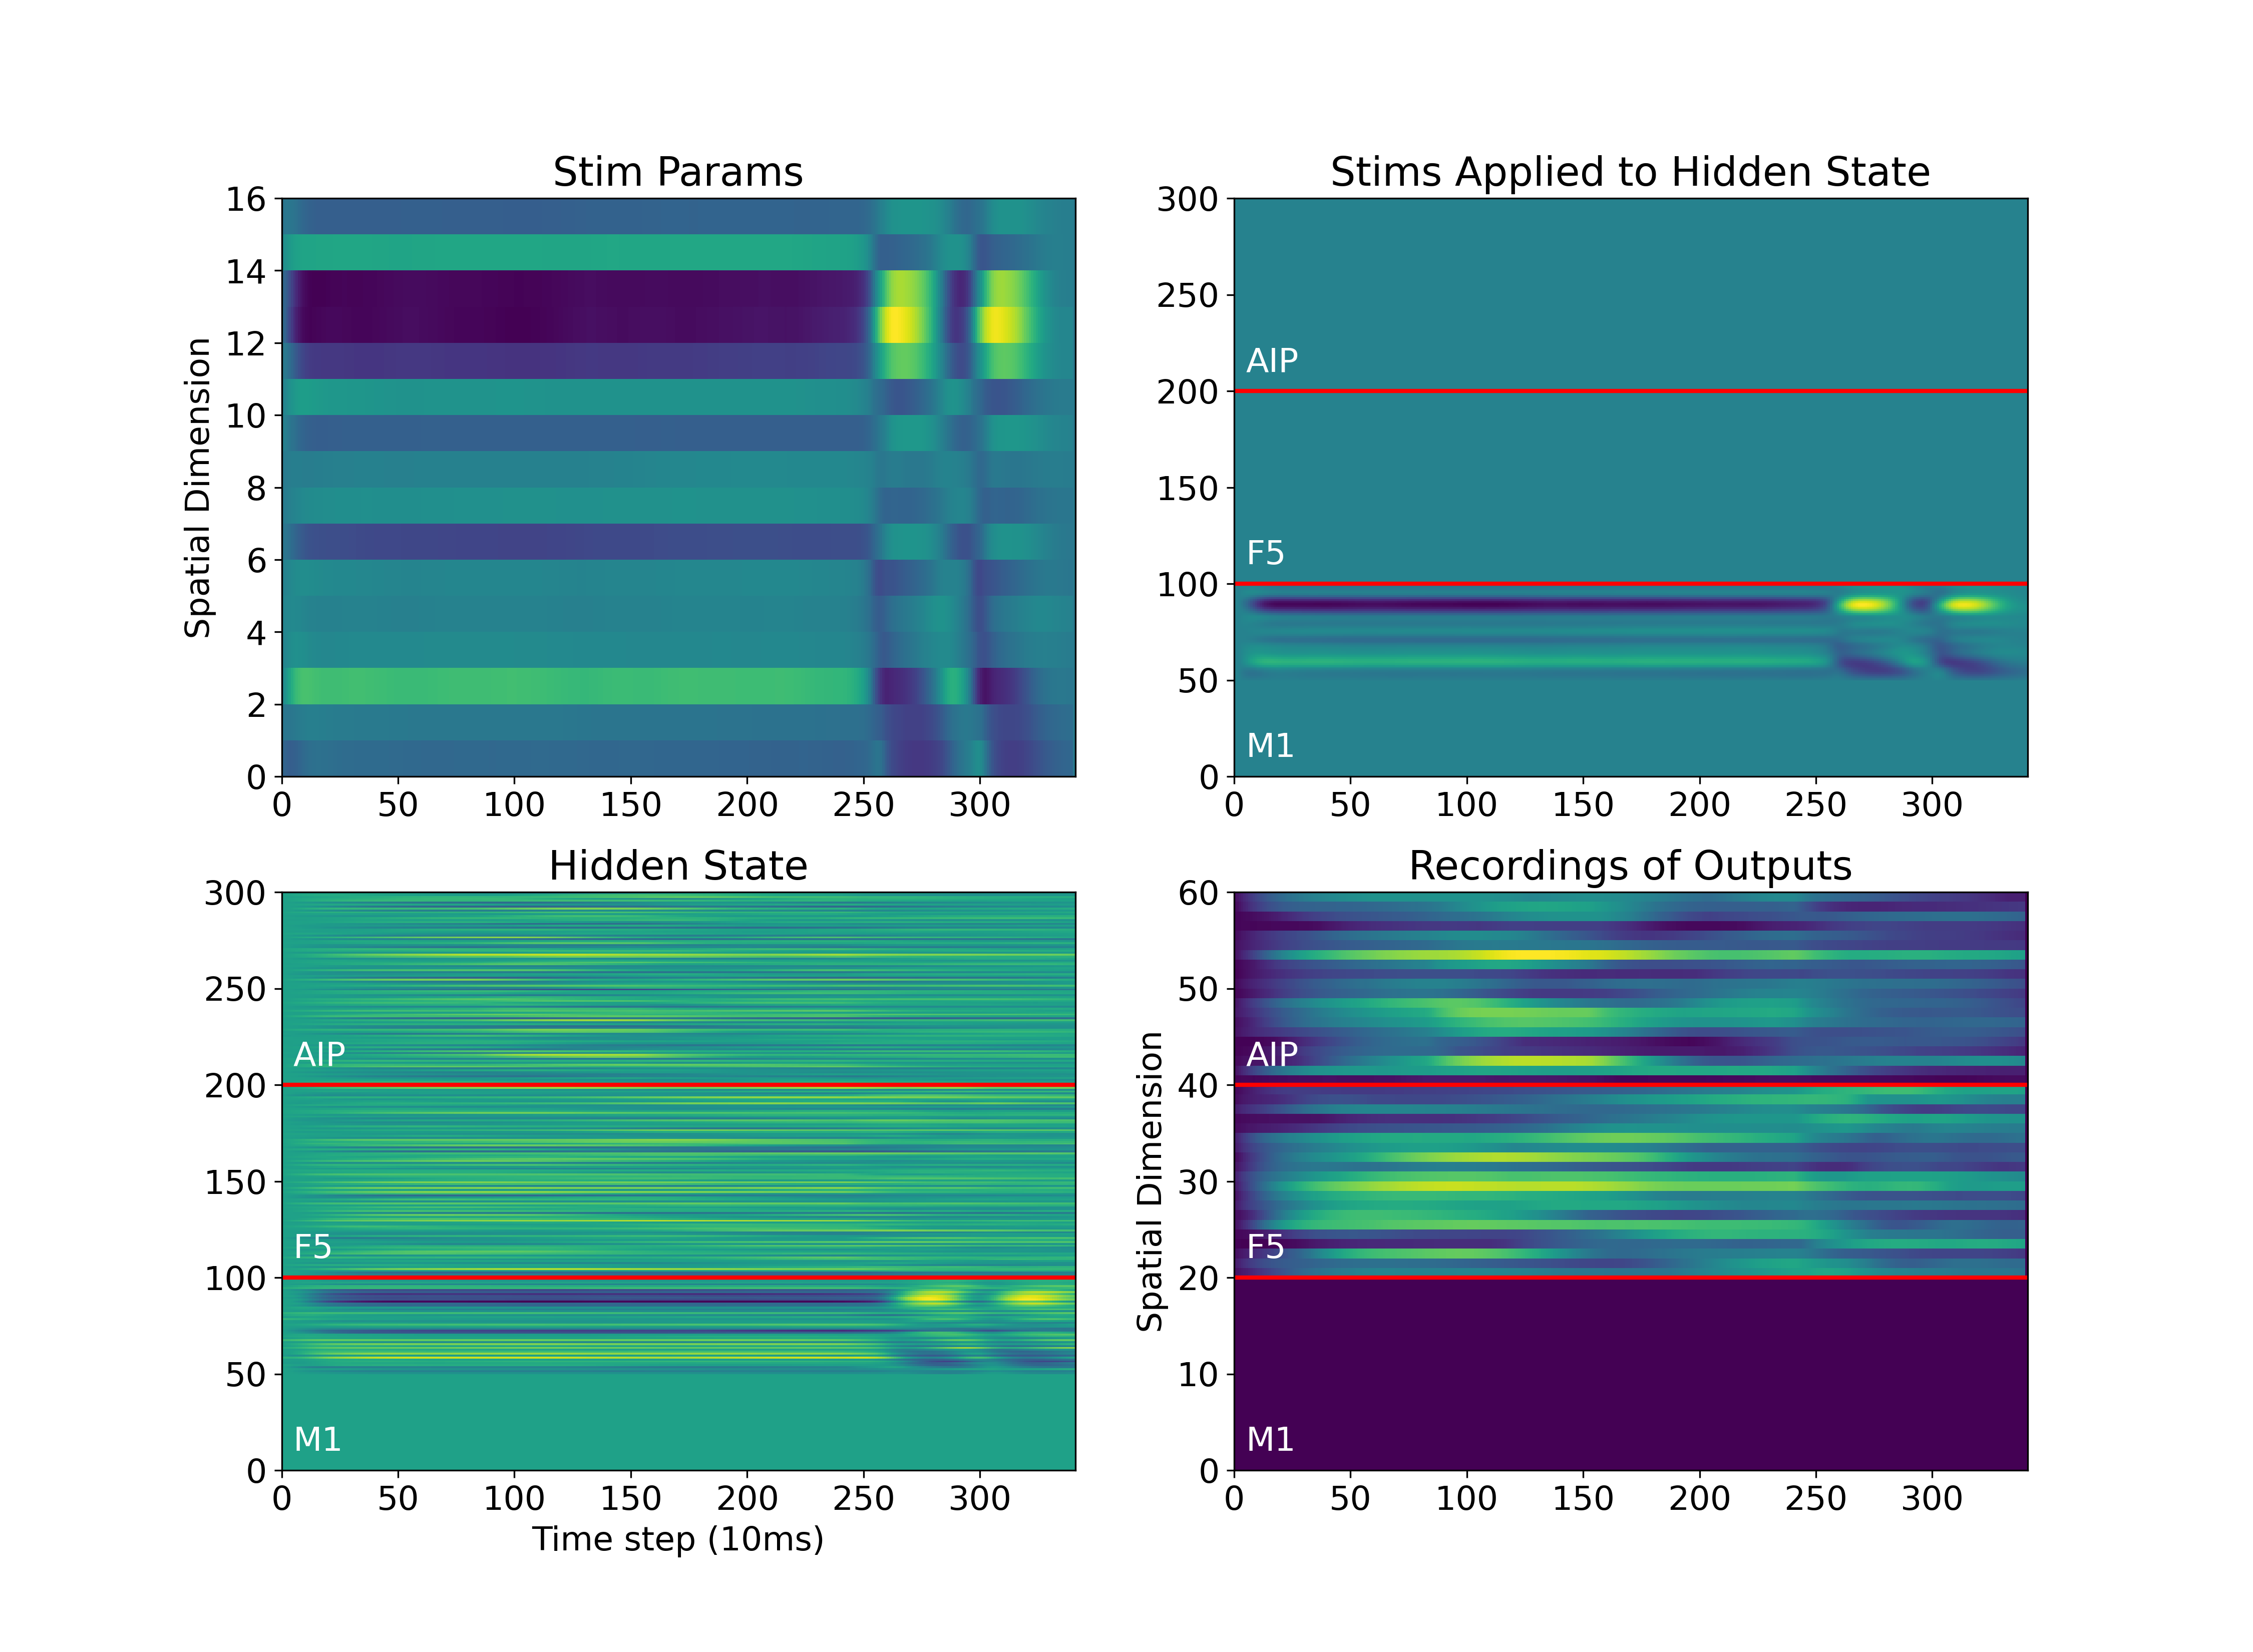 Stim Params
16
14
12
10
8
6
4
2
0
Spatial Dimension
0 50 100 150 200 250 300
Stims Applied to Hidden State
300
250
200
150
100
50
0
AIP
F5
M1
0 50 100 150 200 250 300
Hidden State
300
250
200
150
100
50
0
AIP
F5
M1
0 50 100 150 200 250 300
Time step (10ms)
Recordings of Outputs
60
50
40
30
20
10
0
Spatial Dimension
AIP
F5
M1
0 50 100 150 200 250 300